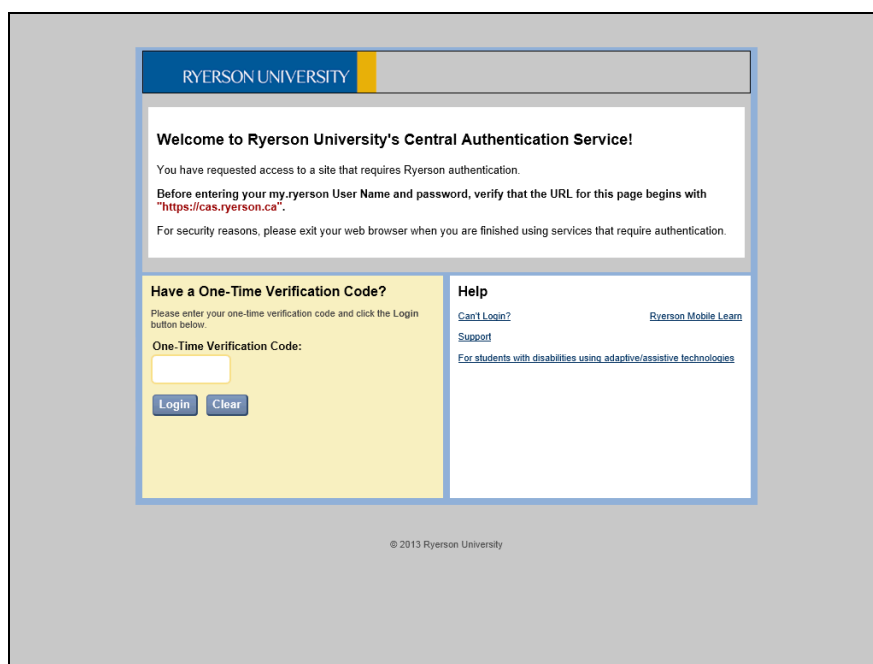 RYERSON UNIVERSITY
Welcome to Ryerson University's Central Authentication Service!
You have requested access to a site that requires Ryerson authentication.
Before entering your my.ryerson User Name and password, verify that the URL for this page begins with
"https://cas.ryerson.ca".
For security reasons, please exit your web browser when you are finished using services that require authentication.
Have a One-Time Verification Code?
Please enter your one-time verification code and click the Login
button below.
One-Time Verification Code:
Login Clear
Help
Can't Login? Ryerson Mobile Learn
Support
For students with disabilities using adaptive/assistive technologies
© 2013 Ryerson University